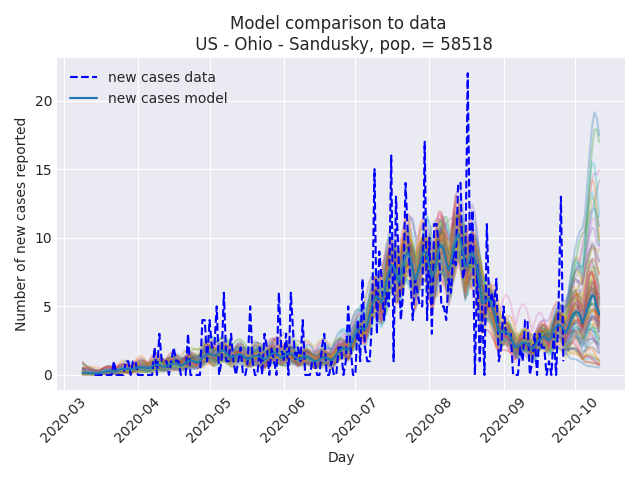 Model comparison to data
US - Ohio - Sandusky, pop. = 58518
new cases data
new cases model
Number of new cases reported
20
15
10
5
0
2020-03
2020-04
2020-05
2020-06
2020-07
2020-08
2020-09
2020-10
Day